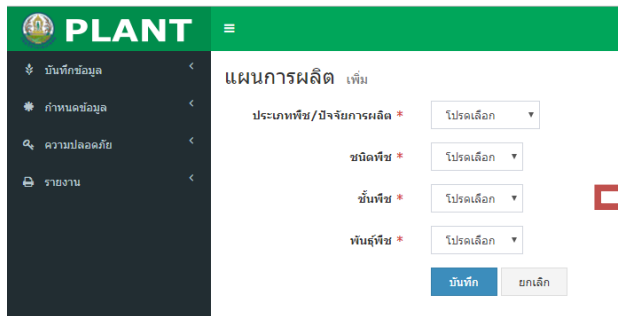 PLANT
บันทึกข้อมูล
กำหนดข้อมูล
ความปลอดภัย
รายงาน
แผนการผลิต เพิ่ม
ประเภทพืช/ปัจจัยการผลิต * โปรดเลือก
ชนิดพืช * โปรดเลือก
ชั้นพืช * โปรดเลือก
พันธุ์พืช * โปรดเลือก
บันทึก ยกเลิก